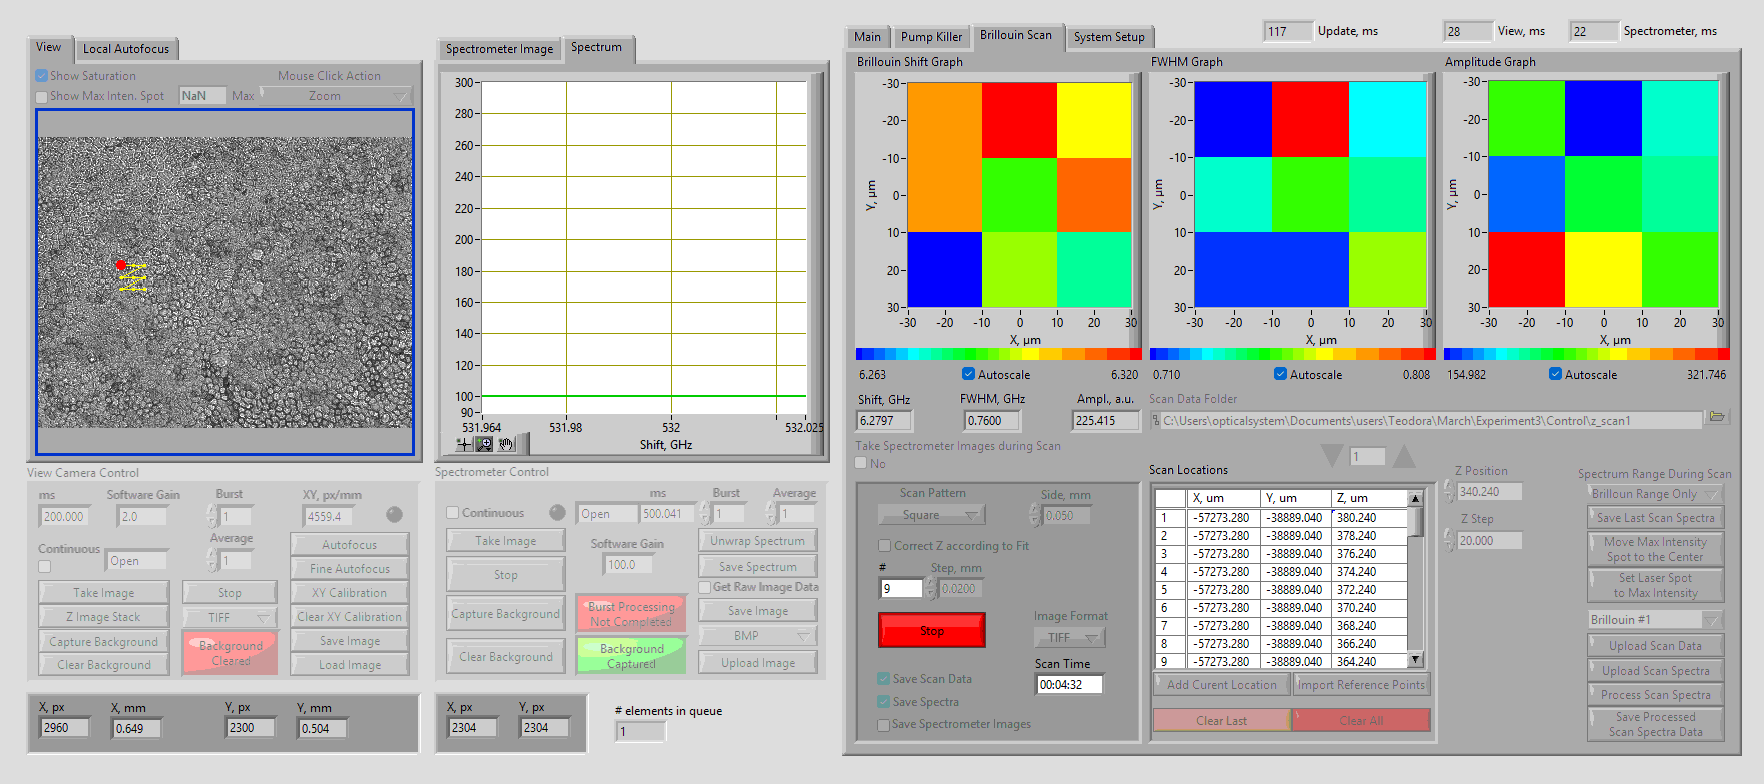 View
Local Autofocus
Show Saturation
Mouse Click Action
Show Max Inten. Spot
NaN
Max
Zoom
View Camera Control
ms
Software Gain
Burst
XY, px/mm
200.000
2.0
1
4559.4
Continuous
Open
Average
1
Autofocus
Fine Autofocus
Take Image
Stop
XY Calibration
Z Image Stack
TIFF
Clear XY Calibration
Capture Background
Background
Cleared
Save Image
Clear Background
Load Image
X, px
X, mm
Y, px
Y, mm
2960
0.649
2300
0.504
Spectrometer Image
Spectrum
300
280
260
240
220
200
180
160
140
120
100
90
531.964
531.98
532
532.025
Shift, GHz
Spectrometer Control
ms
Burst
Average
Continuous
Open
500.041
1
1
Take Image
Software Gain
100.0
Unwrap Spectrum
Stop
Save Spectrum
Get Raw Image Data
Capture Background
Burst Processing
Not Completed
Save Image
BMP
Clear Background
Background
Captured
Upload Image
X, px
Y, px
2304
2304
# elements in queue
1
117
Update, ms
28
View, ms
22
Spectrometer, ms
Main
Pump Killer
Brillouin Scan
System Setup
Brillouin Shift Graph
-30
-20
-10
0
10
20
30
Y, µm
-30
-20
-10
0
10
20
30
X, µm
6.263
Autoscale
6.320
FWHM Graph
-30
-20
-10
0
10
20
30
Y, µm
-30
-20
-10
0
10
20
30
X, µm
0.710
Autoscale
0.808
Amplitude Graph
-30
-20
-10
0
10
20
30
Y, µm
-30
-20
-10
0
10
20
30
X, µm
154.982
Autoscale
321.746
Shift, GHz
FWHM, GHz
Ampl., a.u.
6.2797
0.7600
225.415
Scan Data Folder
C:\Users\opticalsystem\Documents\users\Teodora\March\Experiment3\Control\z_scan1
Take Spectrometer Images during Scan
No
Scan Pattern
Side, mm
Square
0.050
Correct Z according to Fit
#
Step, mm
9
0.0200
Stop
Image Format
TIFF
Scan Time
00:04:32
Save Scan Data
Save Spectra
Save Spectrometer Images
1
Scan Locations
X, um Y, um Z, um
1 -57273.280 -38889.040 380.240
2 -57273.280 -38889.040 378.240
3 -57273.280 -38889.040 376.240
4 -57273.280 -38889.040 374.240
5 -57273.280 -38889.040 372.240
6 -57273.280 -38889.040 370.240
7 -57273.280 -38889.040 368.240
8 -57273.280 -38889.040 366.240
9 -57273.280 -38889.040 364.240
Add Curent Location
Import Reference Points
Clear Last
Clear All
Z Position
340.240
Z Step
20.000
Spectrum Range During Scan
Brilloun Range Only
Save Last Scan Spectra
Move Max Intensity
Spot to the Center
Set Laser Spot
to Max Intensity
Brillouin #1
Upload Scan Data
Upload Scan Spectra
Process Scan Spectra
Save Processed
Scan Spectra Data